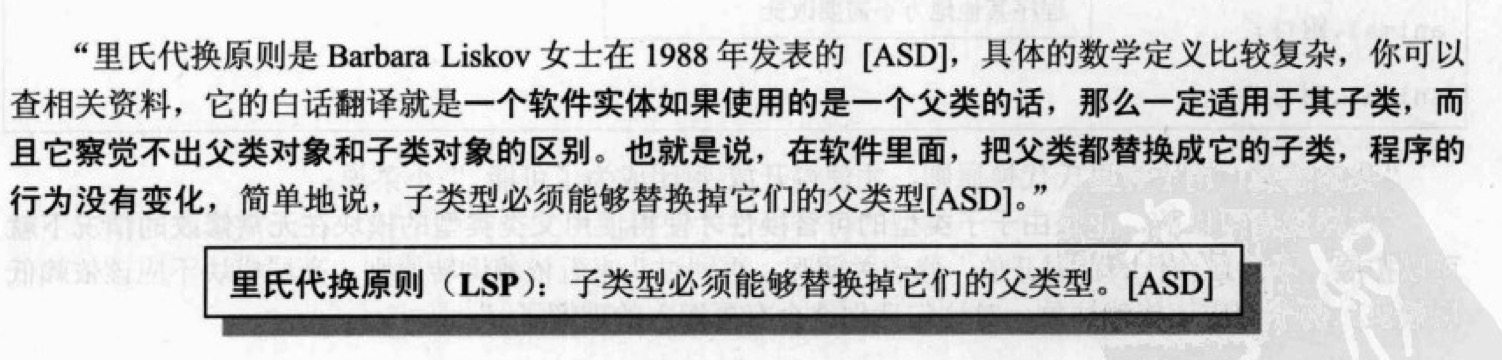 “里氏代换原则是 Barbara Liskov 女士在 1988 年发表的 [ASD]，具体的数学定义比较复杂，你可以
查相关资料，它的白话翻译就是一个软件实体如果使用的是一个父类的话，那么一定适用于其子类，而
且它察觉不出父类对象和子类对象的区别。也就是说，在软件里面，把父类都替换成它的子类，程序的
行为没有变化，简单地说，子类型必须能够替换掉它们的父类型[ASD]。”
里氏代换原则（LSP）：子类型必须能够替换掉它们的父类型。[ASD]